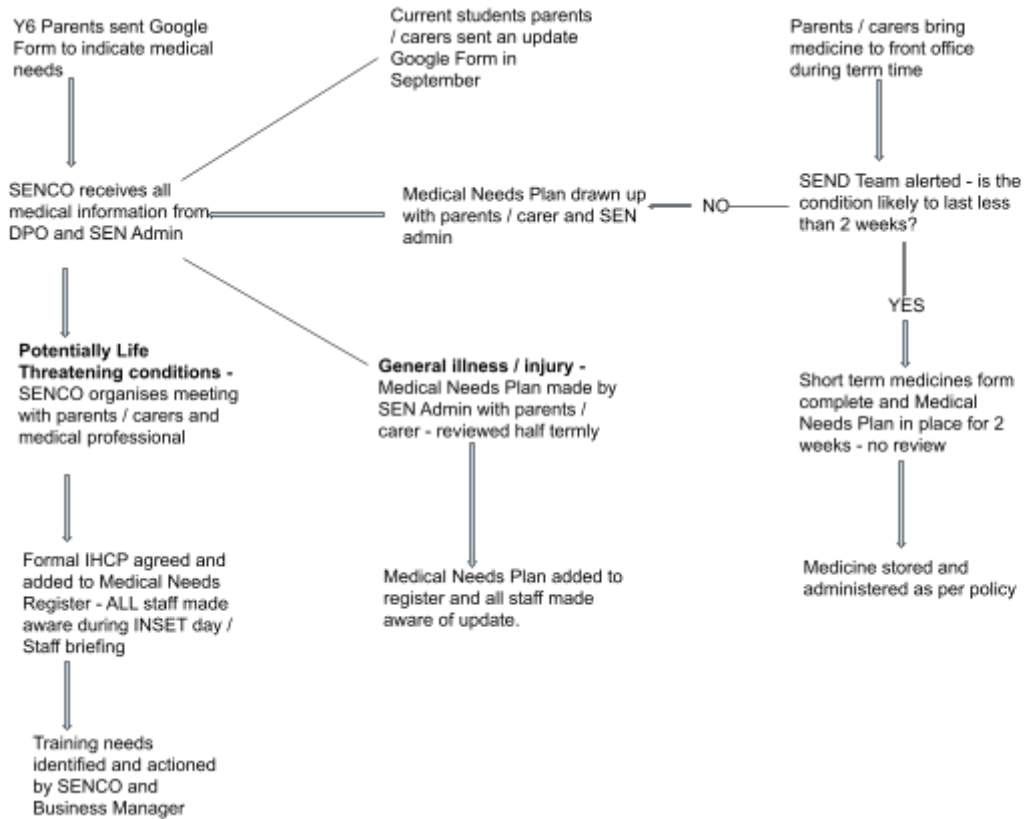 Y6 Parents sent Google
Form to indicate medical
needs
Current students parents
/ carers sent an update
Google Form in
September
Parents / carers bring
medicine to front office
during term time
SENCO receives all
medical information from
DPO and SEN Admin
Medical Needs Plan drawn up
with parents / carer and SEN
admin
NO
SEND Team alerted - is the
condition likely to last less
than 2 weeks?
YES
Potentially Life
Threatening conditions -
SENCO organises meeting
with parents / carers and
medical professional
General illness / injury -
Medical Needs Plan made by
SEN Admin with parents /
carer - reviewed half termly
Short term medicines form
complete and Medical
Needs Plan in place for 2
weeks - no review
Formal IHCP agreed and
added to Medical Needs
Register - ALL staff made
aware during INSET day /
Staff briefing
Medical Needs Plan added to
register and all staff made
aware of update.
Medicine stored and
administered as per policy
Training needs
identified and actioned
by SENCO and
Business Manager